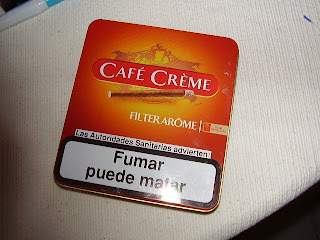 CAFÉ CRÈME
FILTER ARÔME
Las Autoridades Sanitarias advierten
Fumar
puede matar